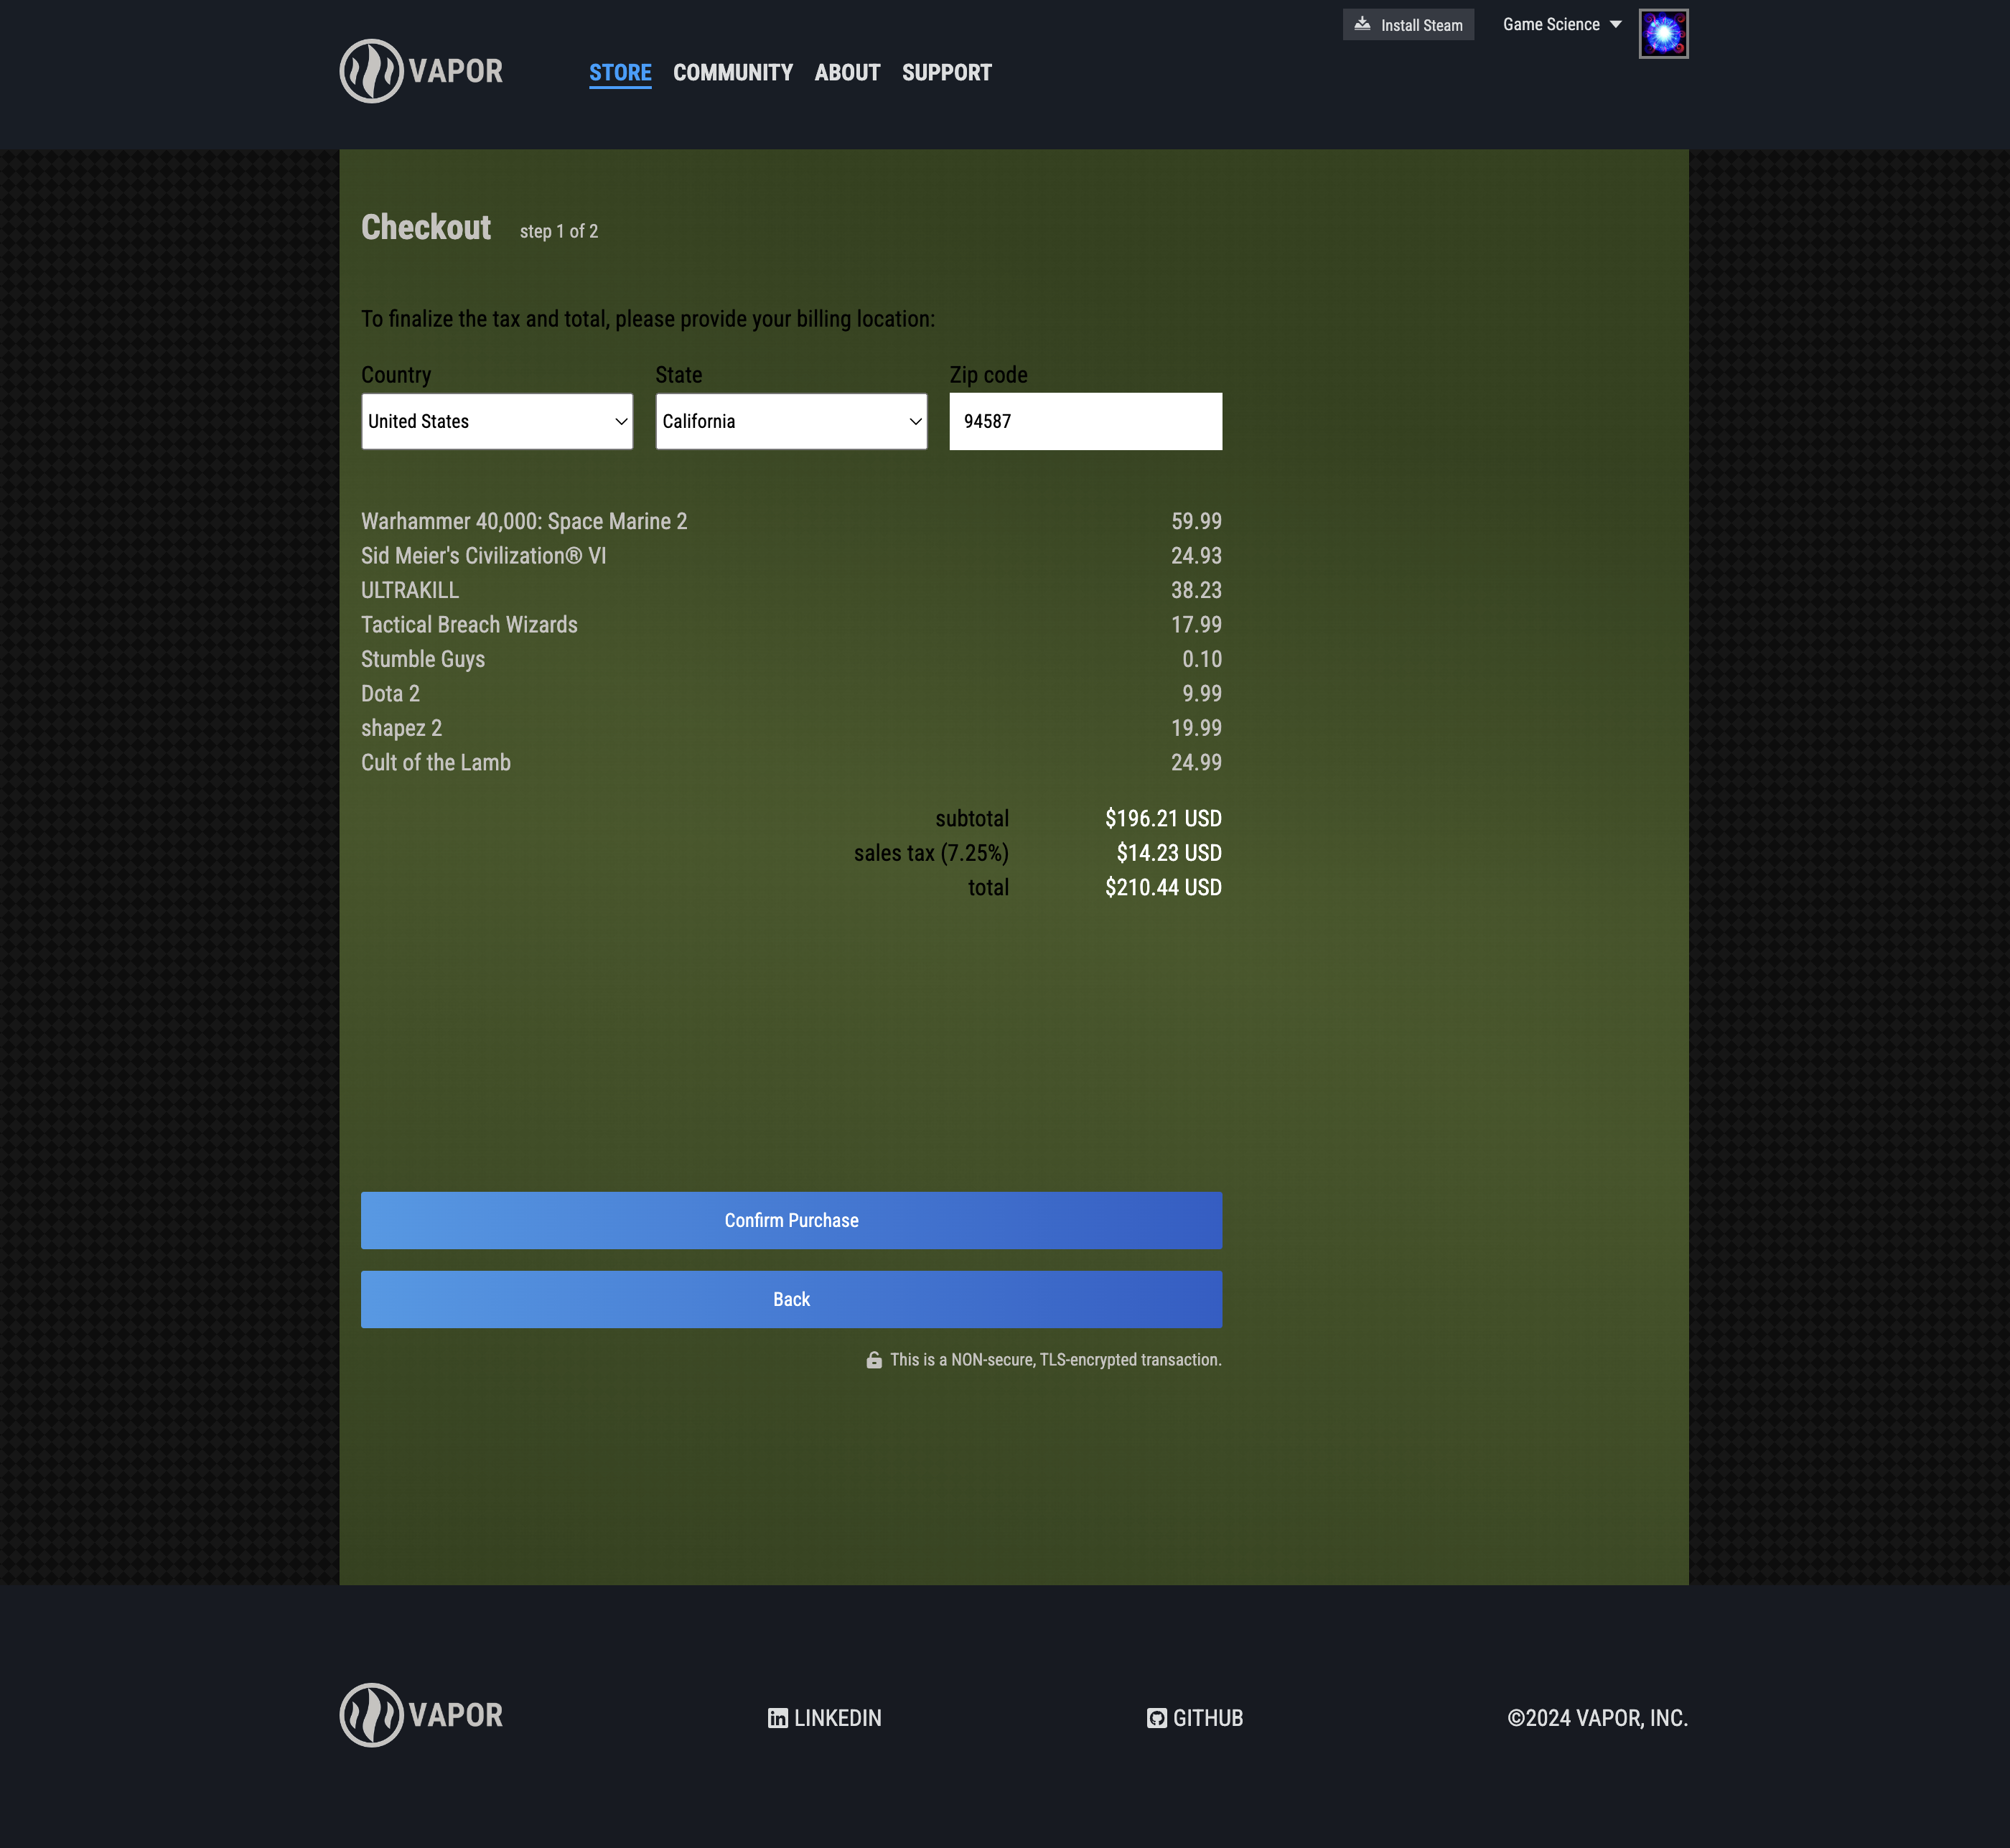 Install Steam Game Science
VAPOR STORE COMMUNITY ABOUT SUPPORT
Checkout step 1 of 2
To finalize the tax and total, please provide your billing location:
Country State Zip code
United States California 94587
Warhammer 40,000: Space Marine 2 59.99
Sid Meier's Civilization® VI 24.93
ULTRAKILL 38.23
Tactical Breach Wizards 17.99
Stumble Guys 0.10
Dota 2 9.99
shapez 2 19.99
Cult of the Lamb 24.99
subtotal $196.21 USD
sales tax (7.25%) $14.23 USD
total $210.44 USD
Confirm Purchase
Back
This is a NON-secure, TLS-encrypted transaction.
VAPOR LINKEDIN GITHUB ©2024 VAPOR, INC.